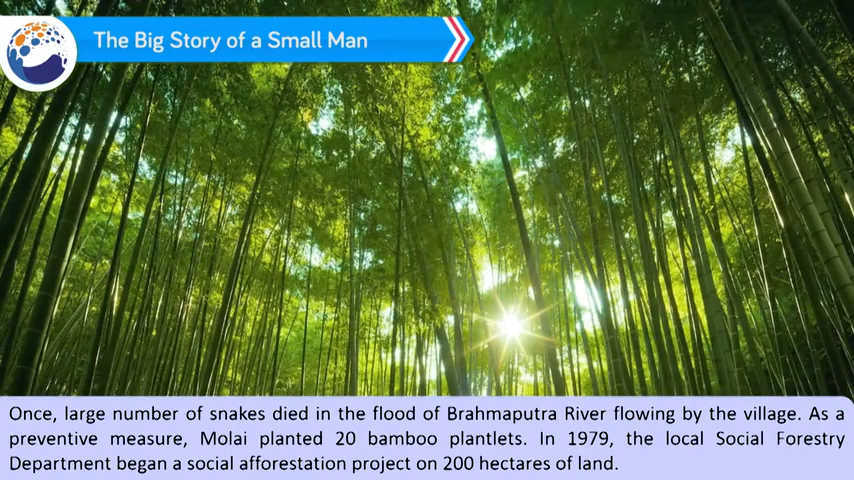 The Big Story of a Small Man
Once, large number of snakes died in the flood of Brahmaputra River flowing by the village. As a
preventive measure, Molai planted 20 bamboo plantlets. In 1979, the local Social Forestry
Department began a social afforestation project on 200 hectares of land.